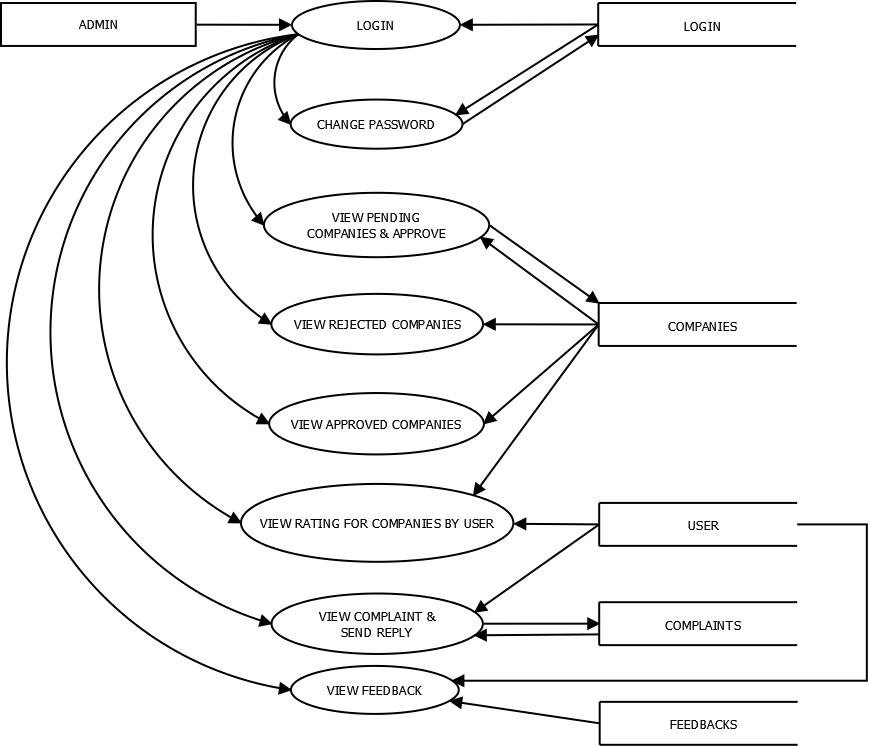 ADMIN
LOGIN
LOGIN
CHANGE PASSWORD
VIEW PENDING
COMPANIES & APPROVE
VIEW REJECTED COMPANIES
COMPANIES
VIEW APPROVED COMPANIES
VIEW RATING FOR COMPANIES BY USER
USER
VIEW COMPLAINT &
SEND REPLY
COMPLAINTS
VIEW FEEDBACK
FEEDBACKS